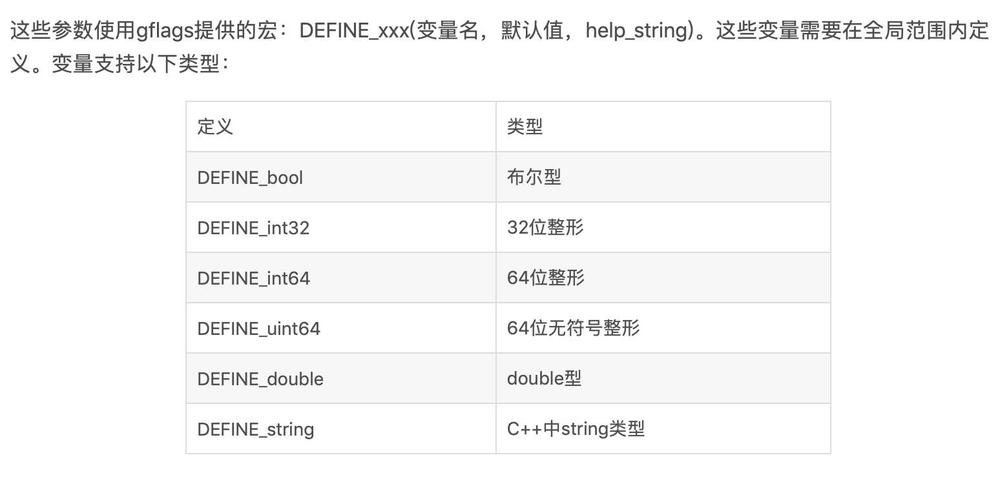 这些参数使用gflags提供的宏：DEFINE_xxx(变量名，默认值，help_string)。这些变量需要在全局范围内定
义。变量支持以下类型：
定义 类型
DEFINE_bool 布尔型
DEFINE_int32 32位整形
DEFINE_int64 64位整形
DEFINE_uint64 64位无符号整形
DEFINE_double double型
DEFINE_string C++中string类型